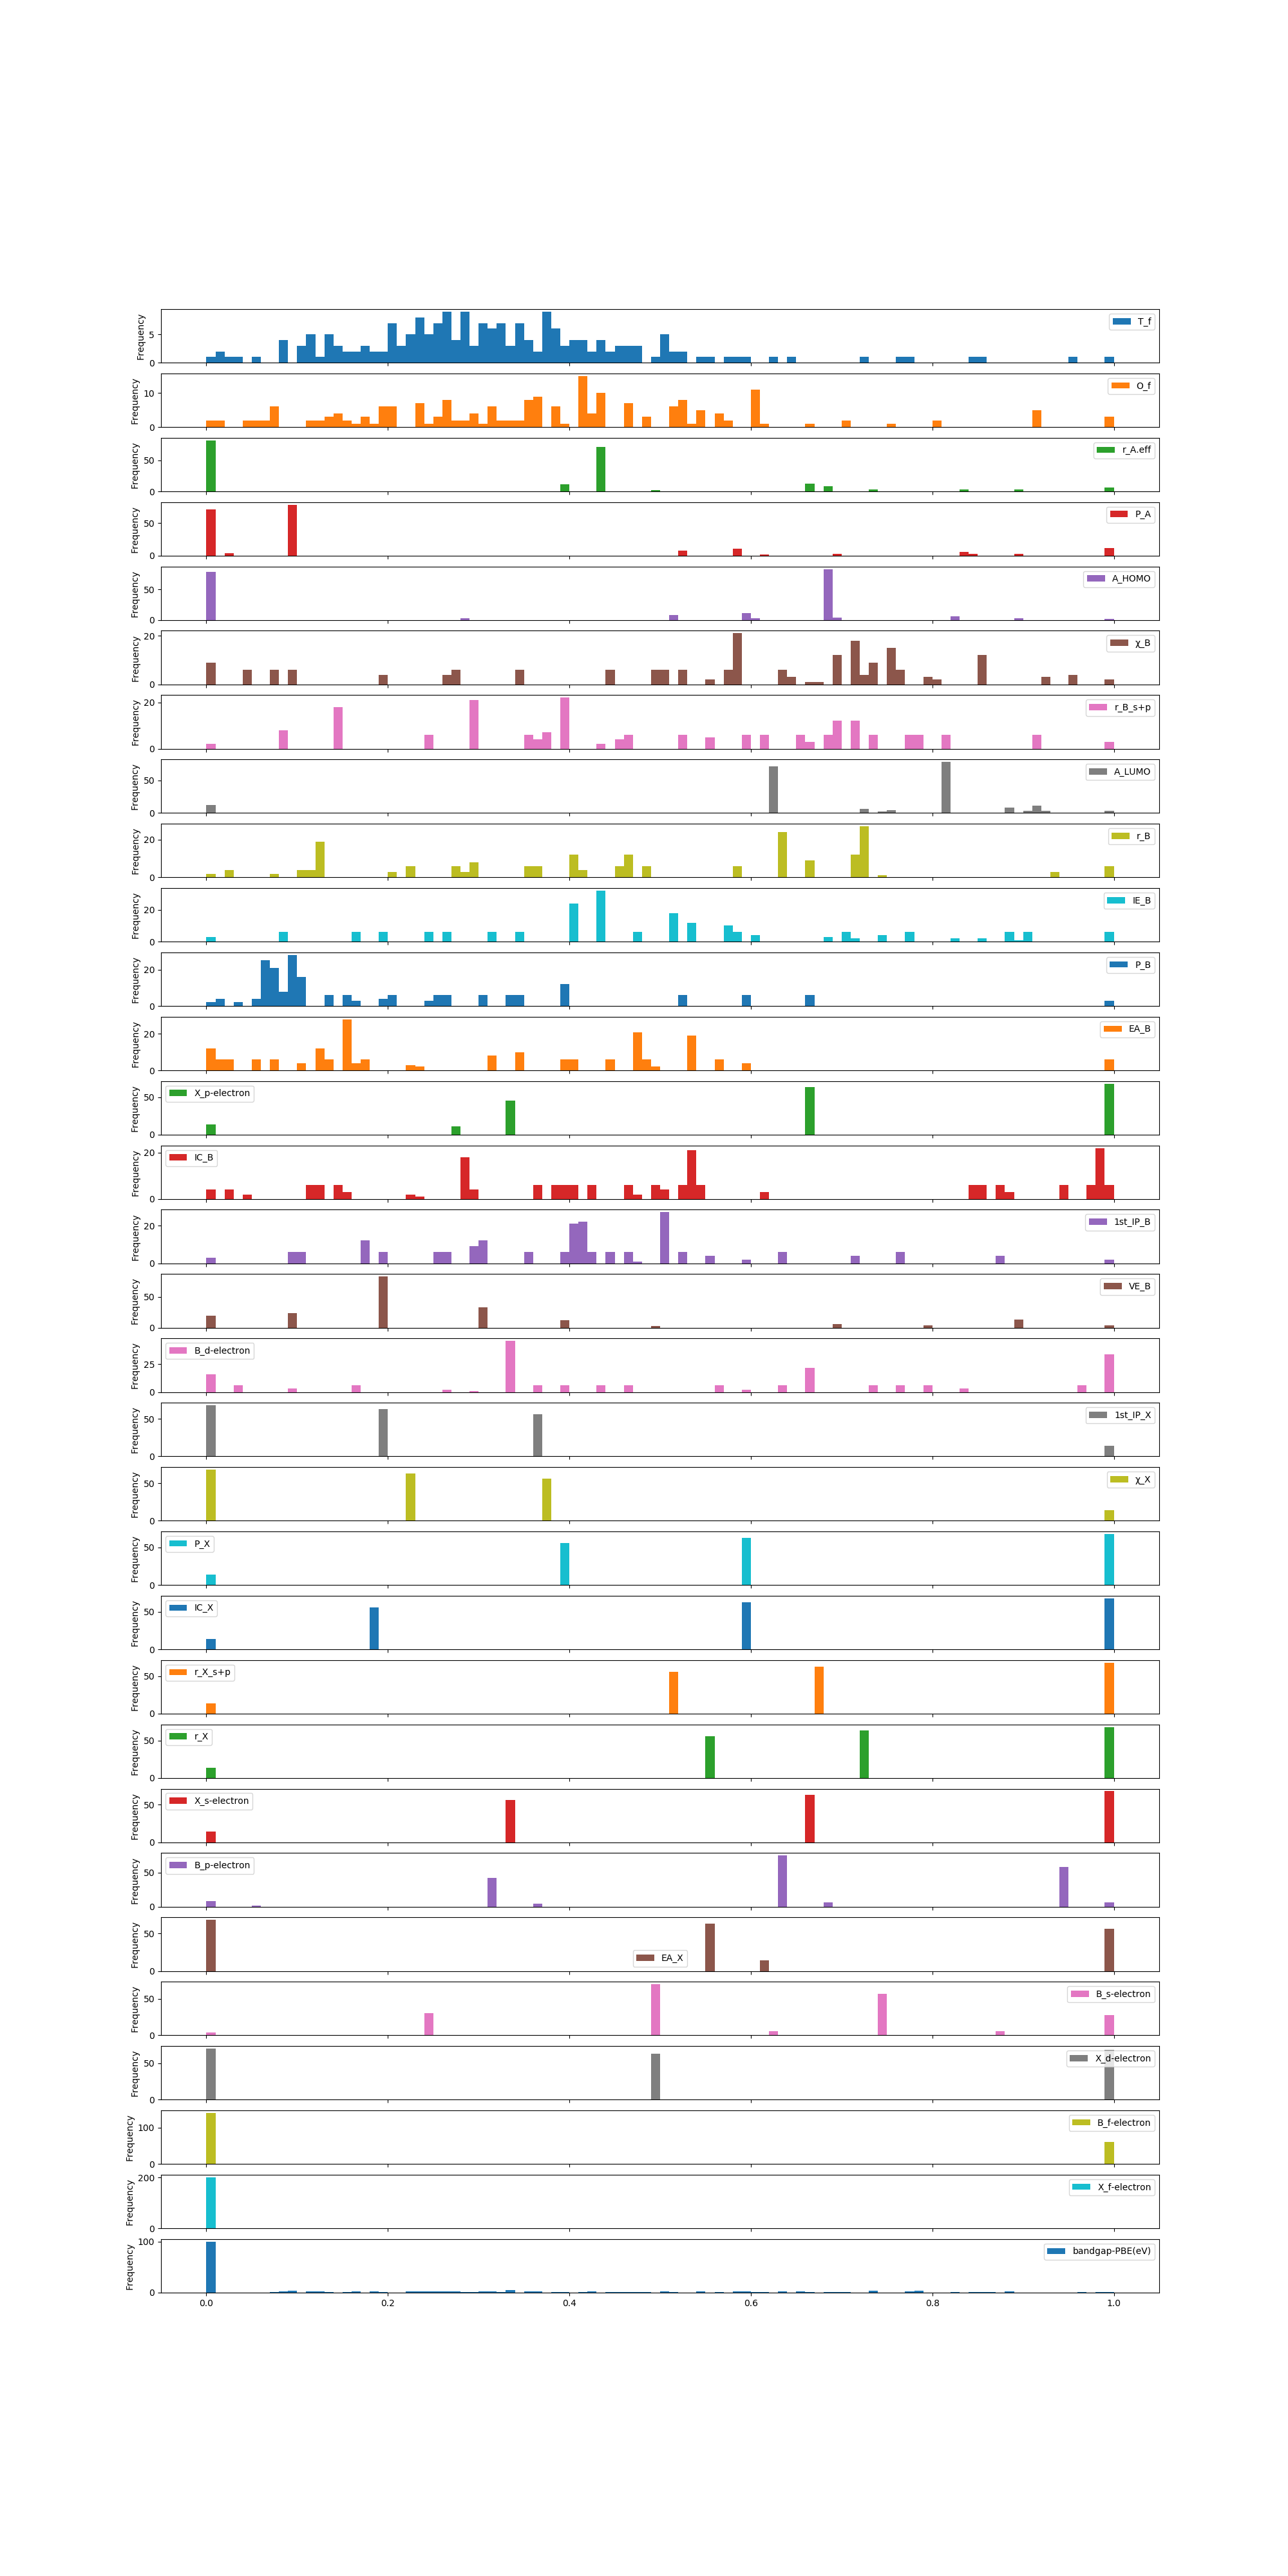 Frequency
5
0
T_f
Frequency
10
0
O_f
Frequency
50
0
r_A.eff
Frequency
50
0
P_A
Frequency
50
0
A_HOMO
Frequency
20
0
χ_B
Frequency
20
0
r_B_s+p
Frequency
50
0
A_LUMO
Frequency
20
0
r_B
Frequency
20
0
IE_B
Frequency
20
0
P_B
Frequency
20
0
EA_B
Frequency
50
0
X_p-electron
Frequency
20
0
IC_B
Frequency
20
0
1st_IP_B
Frequency
50
0
VE_B
Frequency
25
0
B_d-electron
Frequency
50
0
1st_IP_X
Frequency
50
0
χ_X
Frequency
50
0
P_X
Frequency
50
0
IC_X
Frequency
50
0
r_X_s+p
Frequency
50
0
r_X
Frequency
50
0
X_s-electron
Frequency
50
0
B_p-electron
Frequency
50
0
EA_X
Frequency
50
0
B_s-electron
Frequency
50
0
X_d-electron
Frequency
100
0
B_f-electron
Frequency
200
0
X_f-electron
Frequency
100
0
bandgap-PBE(eV)
0.0 0.2 0.4 0.6 0.8 1.0